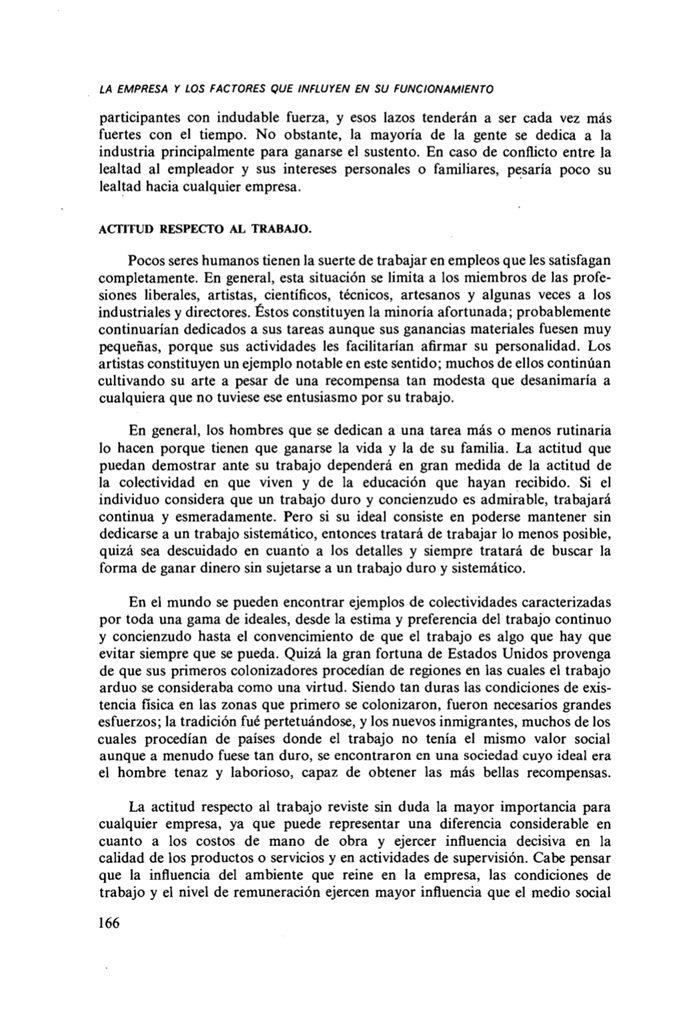 LA EMPRESA Y LOS FACTORES QUE INFLUYEN EN SU FUNCIONAMIENTO
participantes con indudable fuerza, y esos lazos tenderán a ser cada vez más
fuertes con el tiempo. No obstante, la mayoría de la gente se dedica a la
industria principalmente para ganarse el sustento. En caso de conflicto entre la
lealtad al empleador y sus intereses personales o familiares, pesaría poco su
lealtad hacia cualquier empresa.
ACTITUD RESPECTO AL TRABAJO.
Pocos seres humanos tienen la suerte de trabajar en empleos que les satisfagan
completamente. En general, esta situación se limita a los miembros de las profe-
siones liberales, artistas, científicos, técnicos, artesanos y algunas veces a los
industriales y directores. Éstos constituyen la minoría afortunada; probablemente
continuarían dedicados a sus tareas aunque sus ganancias materiales fuesen muy
pequeñas, porque sus actividades les facilitarían afirmar su personalidad. Los
artistas constituyen un ejemplo notable en este sentido; muchos de ellos continúan
cultivando su arte a pesar de una recompensa tan modesta que desanimaría a
cualquiera que no tuviese ese entusiasmo por su trabajo.
En general, los hombres que se dedican a una tarea más o menos rutinaria
lo hacen porque tienen que ganarse la vida y la de su familia. La actitud que
puedan demostrar ante su trabajo dependerá en gran medida de la actitud de
la colectividad en que viven y de la educación que hayan recibido. Si el
individuo considera que un trabajo duro y concienzudo es admirable, trabajará
continua y esmeradamente. Pero si su ideal consiste en poderse mantener sin
dedicarse a un trabajo sistemático, entonces tratará de trabajar lo menos posible,
quizá sea descuidado en cuanto a los detalles y siempre tratará de buscar la
forma de ganar dinero sin sujetarse a un trabajo duro y sistemático.
En el mundo se pueden encontrar ejemplos de colectividades caracterizadas
por toda una gama de ideales, desde la estima y preferencia del trabajo continuo
y concienzudo hasta el convencimiento de que el trabajo es algo que hay que
evitar siempre que se pueda. Quizá la gran fortuna de Estados Unidos provenga
de que sus primeros colonizadores procedían de regiones en las cuales el trabajo
arduo se consideraba como una virtud. Siendo tan duras las condiciones de exis-
tencia física en las zonas que primero se colonizaron, fueron necesarios grandes
esfuerzos; la tradición fué pertetuándose, y los nuevos inmigrantes, muchos de los
cuales procedían de países donde el trabajo no tenía el mismo valor social
aunque a menudo fuese tan duro, se encontraron en una sociedad cuyo ideal era
el hombre tenaz y laborioso, capaz de obtener las más bellas recompensas.
La actitud respecto al trabajo reviste sin duda la mayor importancia para
cualquier empresa, ya que puede representar una diferencia considerable en
cuanto a los costos de mano de obra y ejercer influencia decisiva en la
calidad de los productos o servicios y en actividades de supervisión. Cabe pensar
que la influencia del ambiente que reine en la empresa, las condiciones de
trabajo y el nivel de remuneración ejercen mayor influencia que el medio social
166